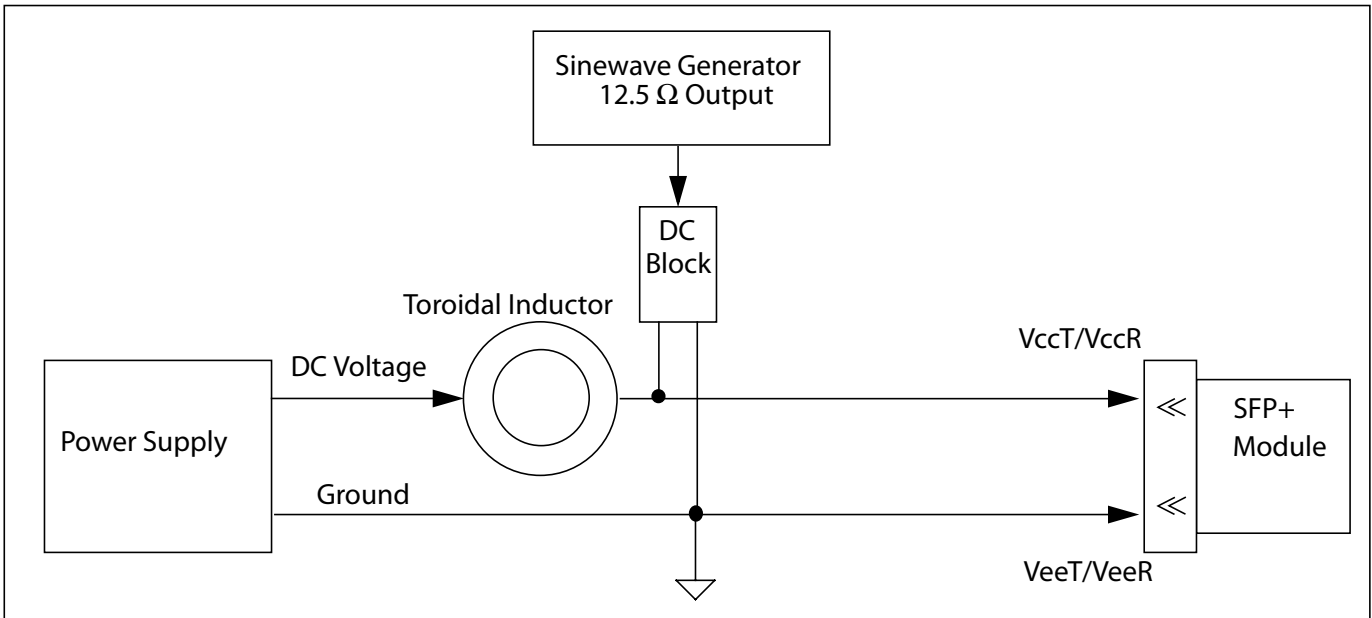 Sinewave Generator
12.5 Ω Output
DC
Block
Toroidal Inductor
VccT/VccR
DC Voltage
Power Supply
SFP+
Module
Ground
VeeT/VeeR